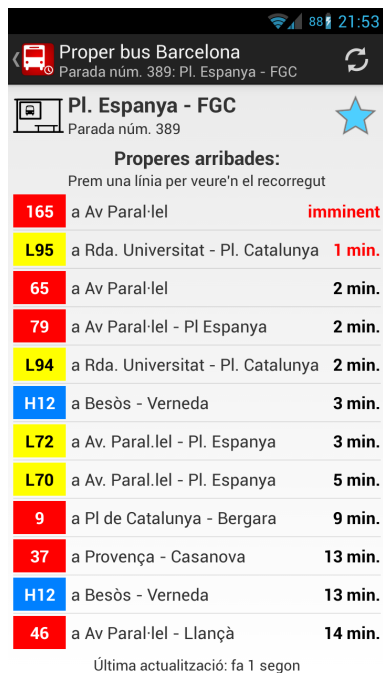 88 21:53
Proper bus Barcelona
Parada núm. 389: Pl. Espanya - FGC
Pl. Espanya - FGC
Parada núm. 389
Properes arribades:
Prem una línia per veure'n el recorregut
165 a Av Paral·lel imminent
L95 a Rda. Universitat - Pl. Catalunya 1 min.
65 a Av Paral·lel 2 min.
79 a Av Paral·lel - Pl Espanya 2 min.
L94 a Rda. Universitat - Pl. Catalunya 2 min.
H12 a Besòs - Verneda 3 min.
L72 a Av. Paral.lel - Pl. Espanya 3 min.
L70 a Av. Paral.lel - Pl. Espanya 5 min.
9 a Pl de Catalunya - Bergara 9 min.
37 a Provença - Casanova 13 min.
H12 a Besòs - Verneda 13 min.
46 a Av Paral·lel - Llançà 14 min.
Última actualització: fa 1 segon